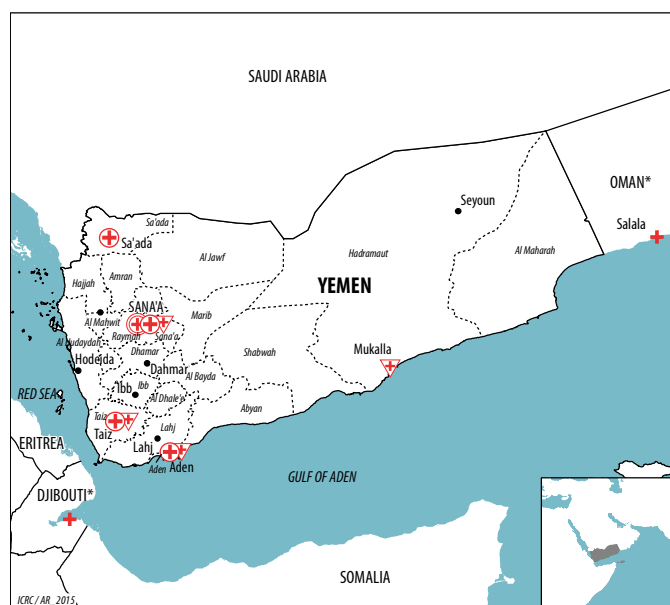 SAUDI ARABIA
OMAN*
Seyoun
Salala
Sa'ada
Sa'ada
Al Jawf
Hadramaut
Al Maharah
Hajjah
Amran
YEMEN
SANA'A
Marib
Al Mahwit
Raymah
Sana'a
Al Hudaydah
Dhamar
Hodeida
Dahmar
Shabwah
Mukalla
Al Bayda
RED SEA
Ibb
Ibb
Al Dhale'e
Abyan
Taiz
Taiz
Lahj
Lahj
ERITREA
Aden
Aden
GULF OF ADEN
DJIBOUTI*
SOMALIA
ICRC / AR_2015